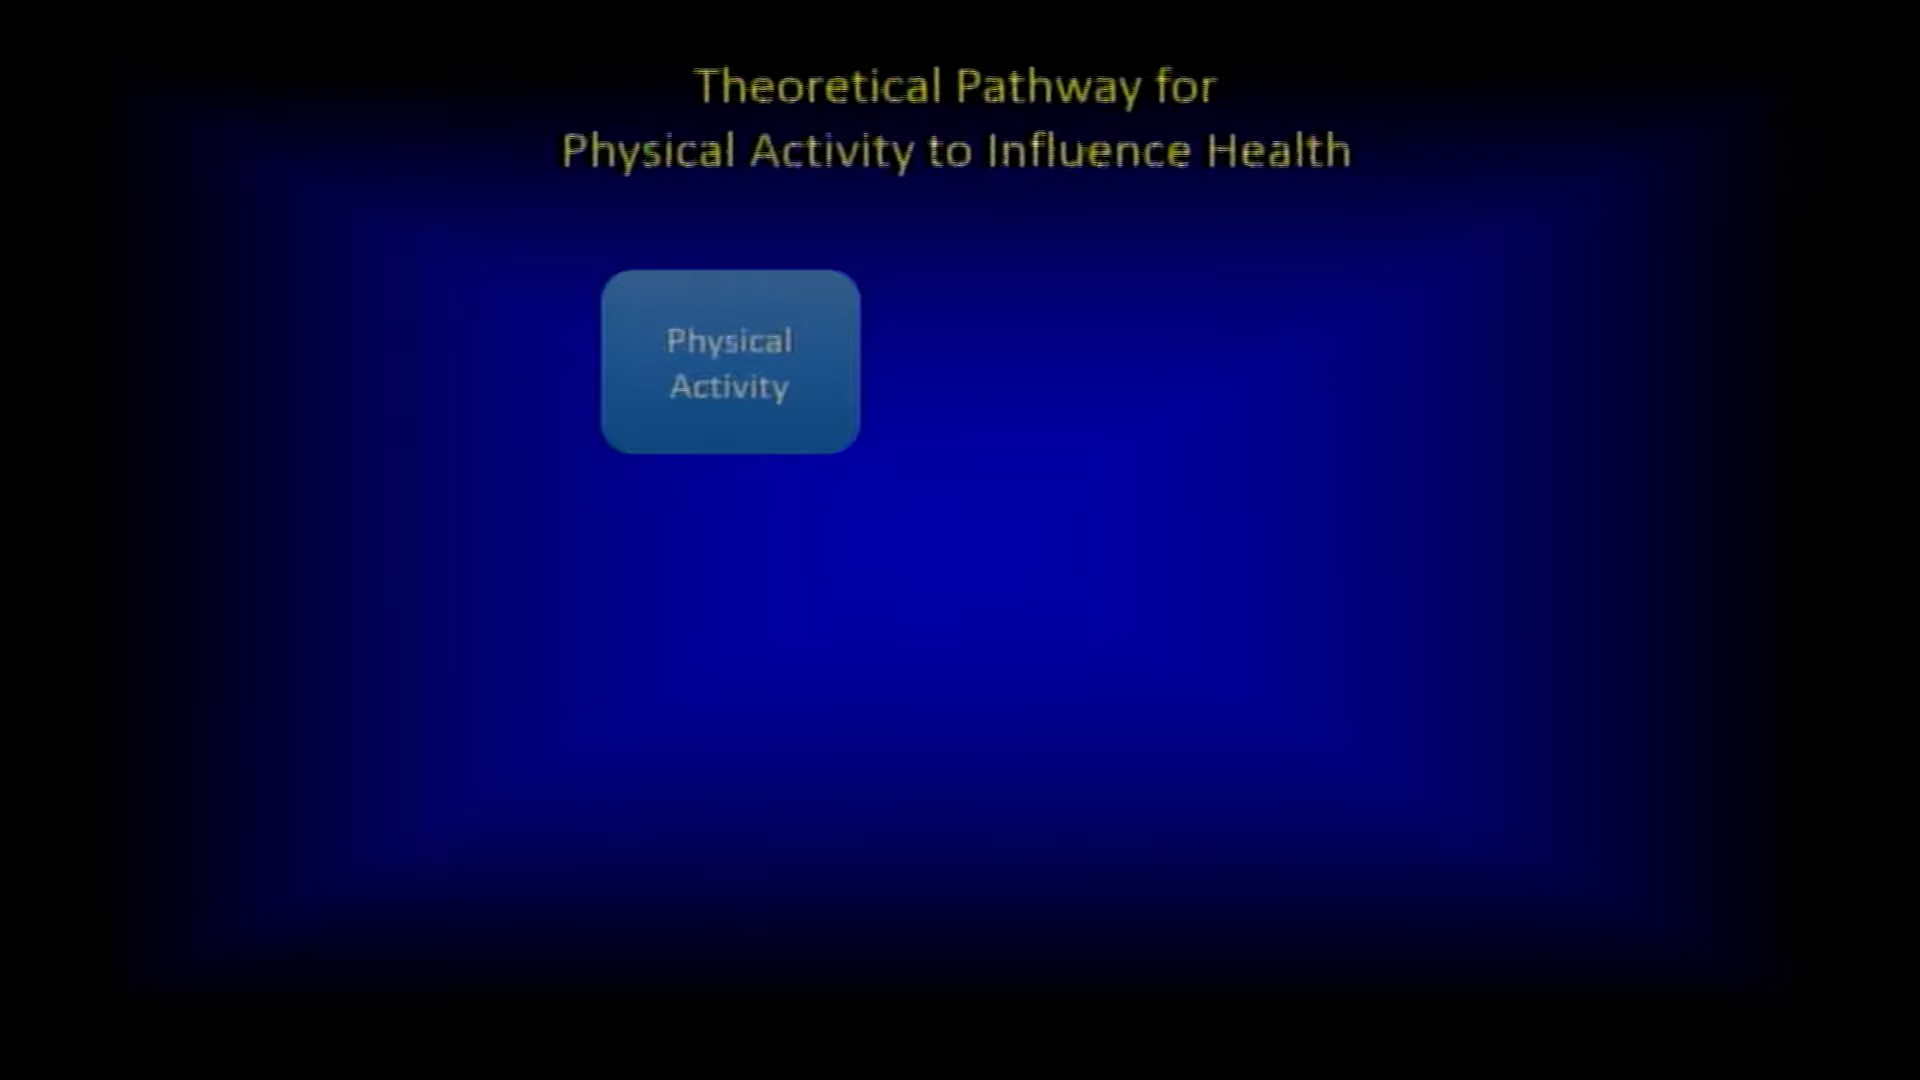 Theoretical Pathway for
Physical Activity to Influence Health
Physical
Activity